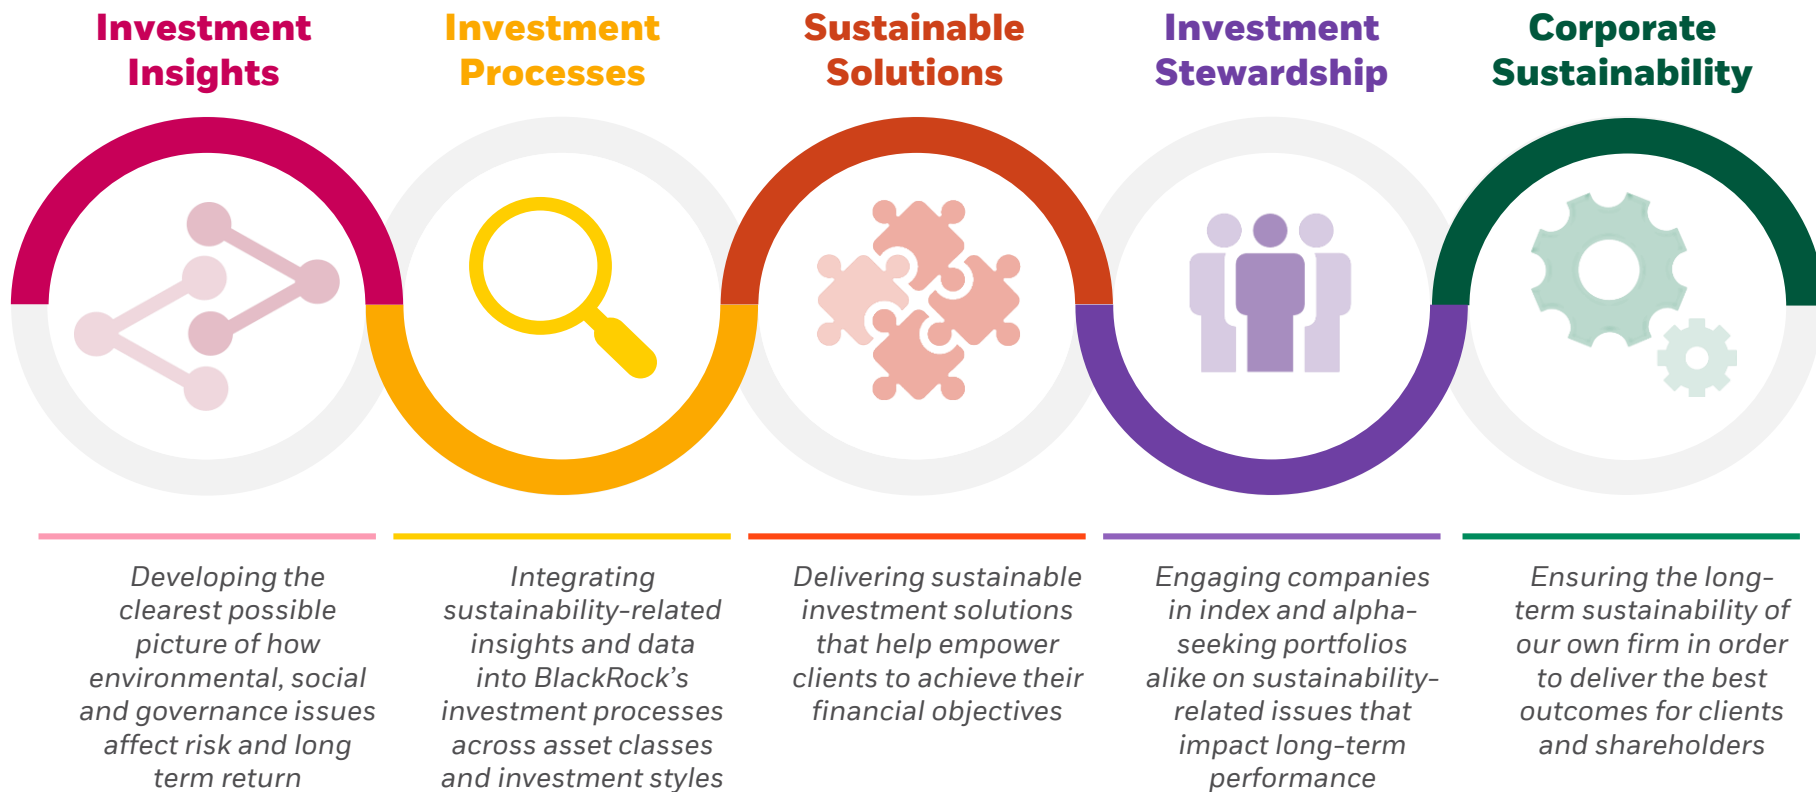 Investment
Insights
Investment
Processes
Sustainable
Solutions
Investment
Stewardship
Corporate
Sustainability
Developing the
clearest possible
picture of how
environmental, social
and governance issues
affect risk and long
term return
Integrating
sustainability-related
insights and data
into BlackRock’s
investment processes
across asset classes
and investment styles
Delivering sustainable
investment solutions
that help empower
clients to achieve their
financial objectives
Engaging companies
in index and alpha-
seeking portfolios
alike on sustainability-
related issues that
impact long-term
performance
Ensuring the long-
term sustainability of
our own firm in order
to deliver the best
outcomes for clients
and shareholders